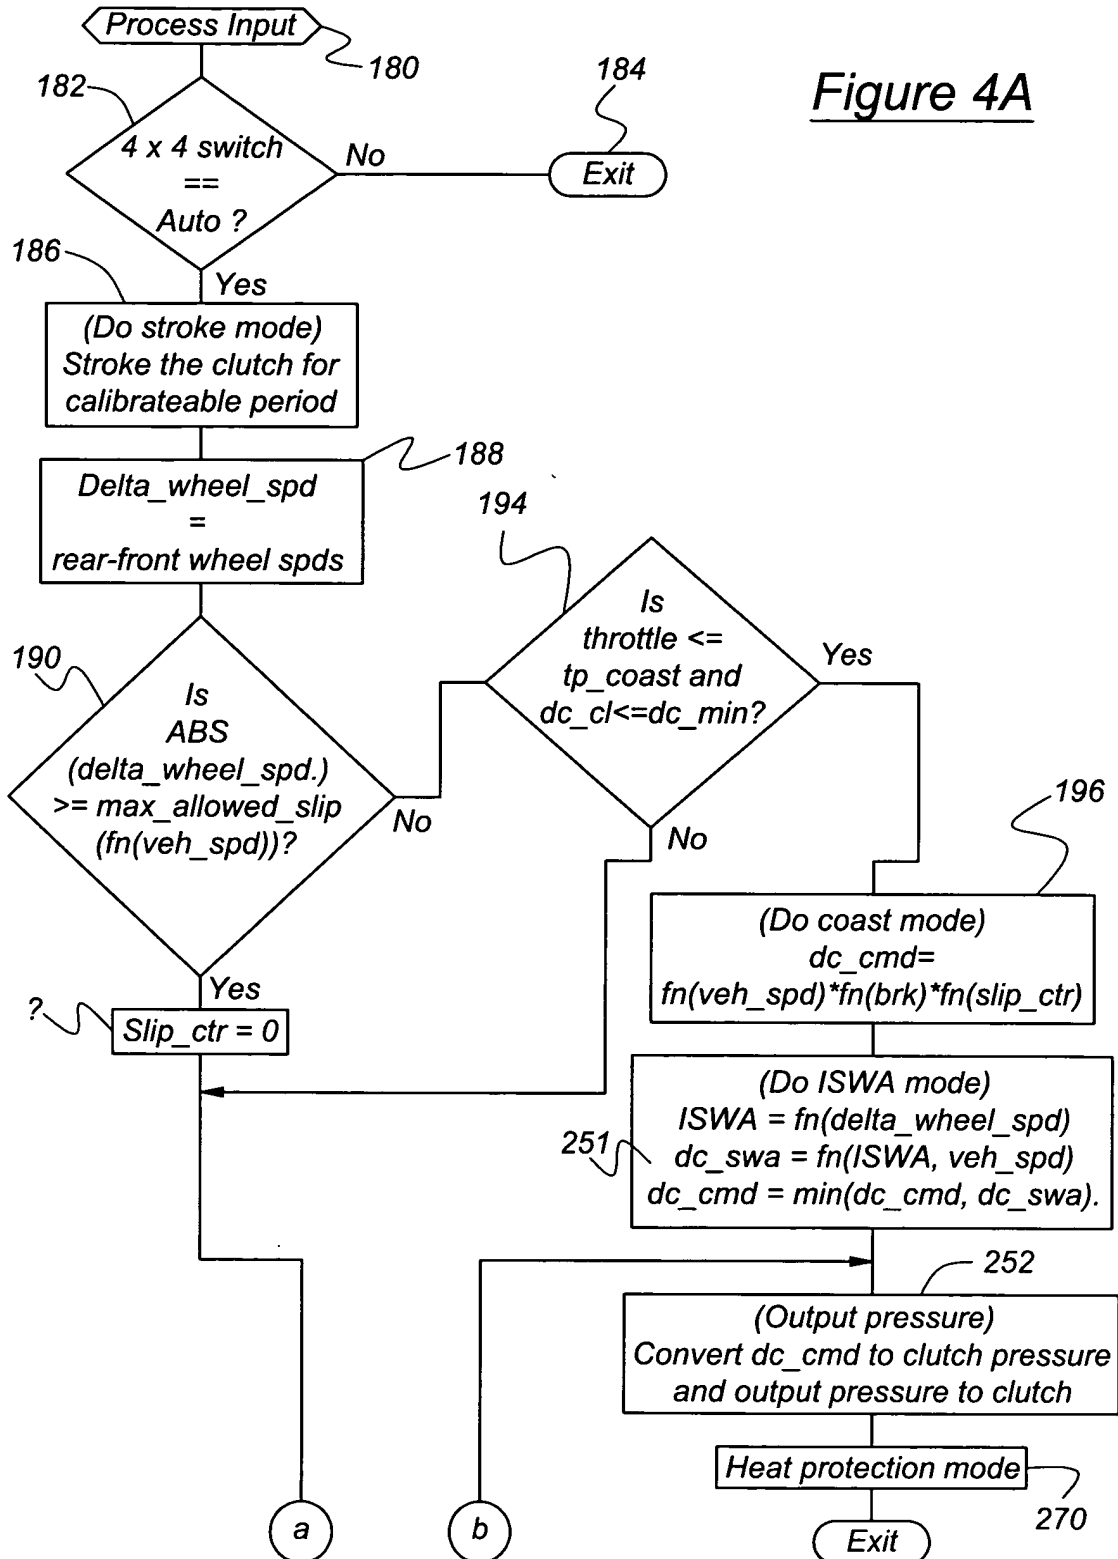 Process Input
180
Figure 4A
182
184
4 x 4 switch
==
Auto ?
No
Exit
186
Yes
(Do stroke mode)
Stroke the clutch for
calibrateable period
188
Delta_wheel_spd
=
rear-front wheel spds
194
Is
throttle <=
tp_coast and
dc_cl<=dc_min?
Yes
No
190
Is
ABS
(delta_wheel_spd.)
>= max_allowed_slip
(fn(veh_spd))?
No
Yes
?
Slip_ctr = 0
196
(Do coast mode)
dc_cmd=
fn(veh_spd)*fn(brk)*fn(slip_ctr)
251
(Do ISWA mode)
ISWA = fn(delta_wheel_spd)
dc_swa = fn(ISWA, veh_spd)
dc_cmd = min(dc_cmd, dc_swa).
252
(Output pressure)
Convert dc_cmd to clutch pressure
and output pressure to clutch
Heat protection mode
270
a
b
Exit